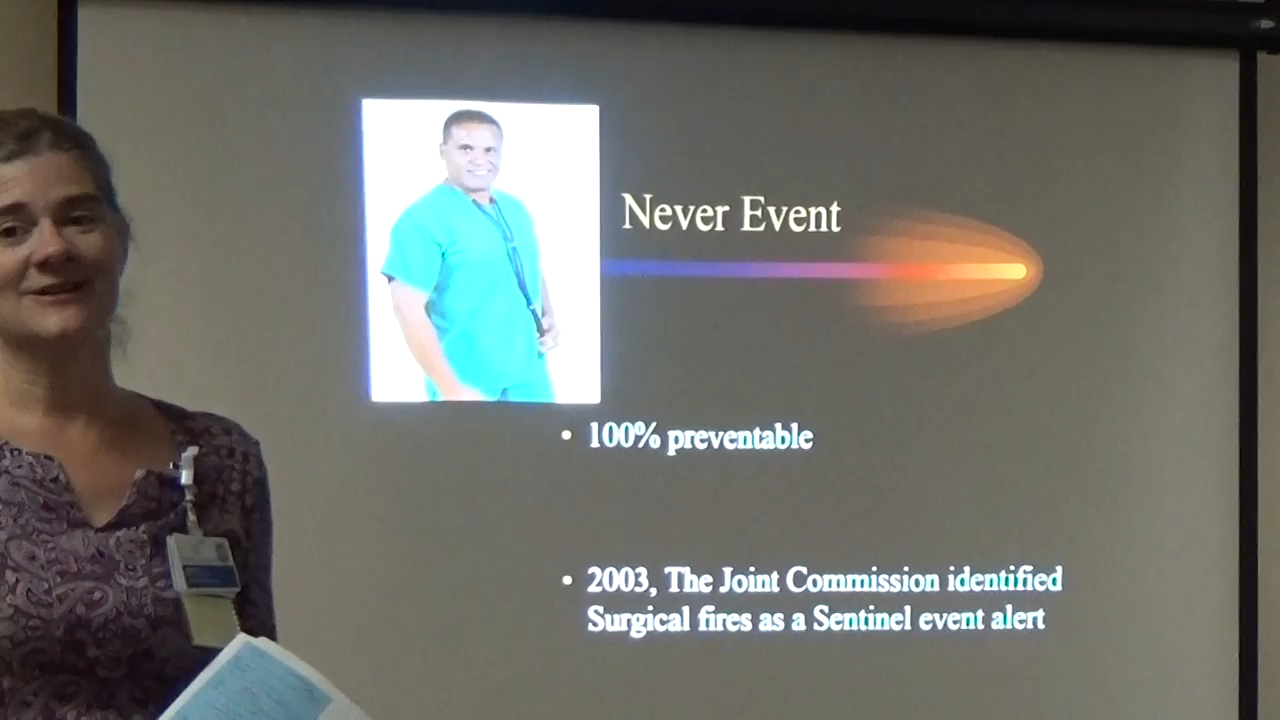 Never Event
• 100% preventable
• 2003, The Joint Commission identified
Surgical fires as a Sentinel event alert